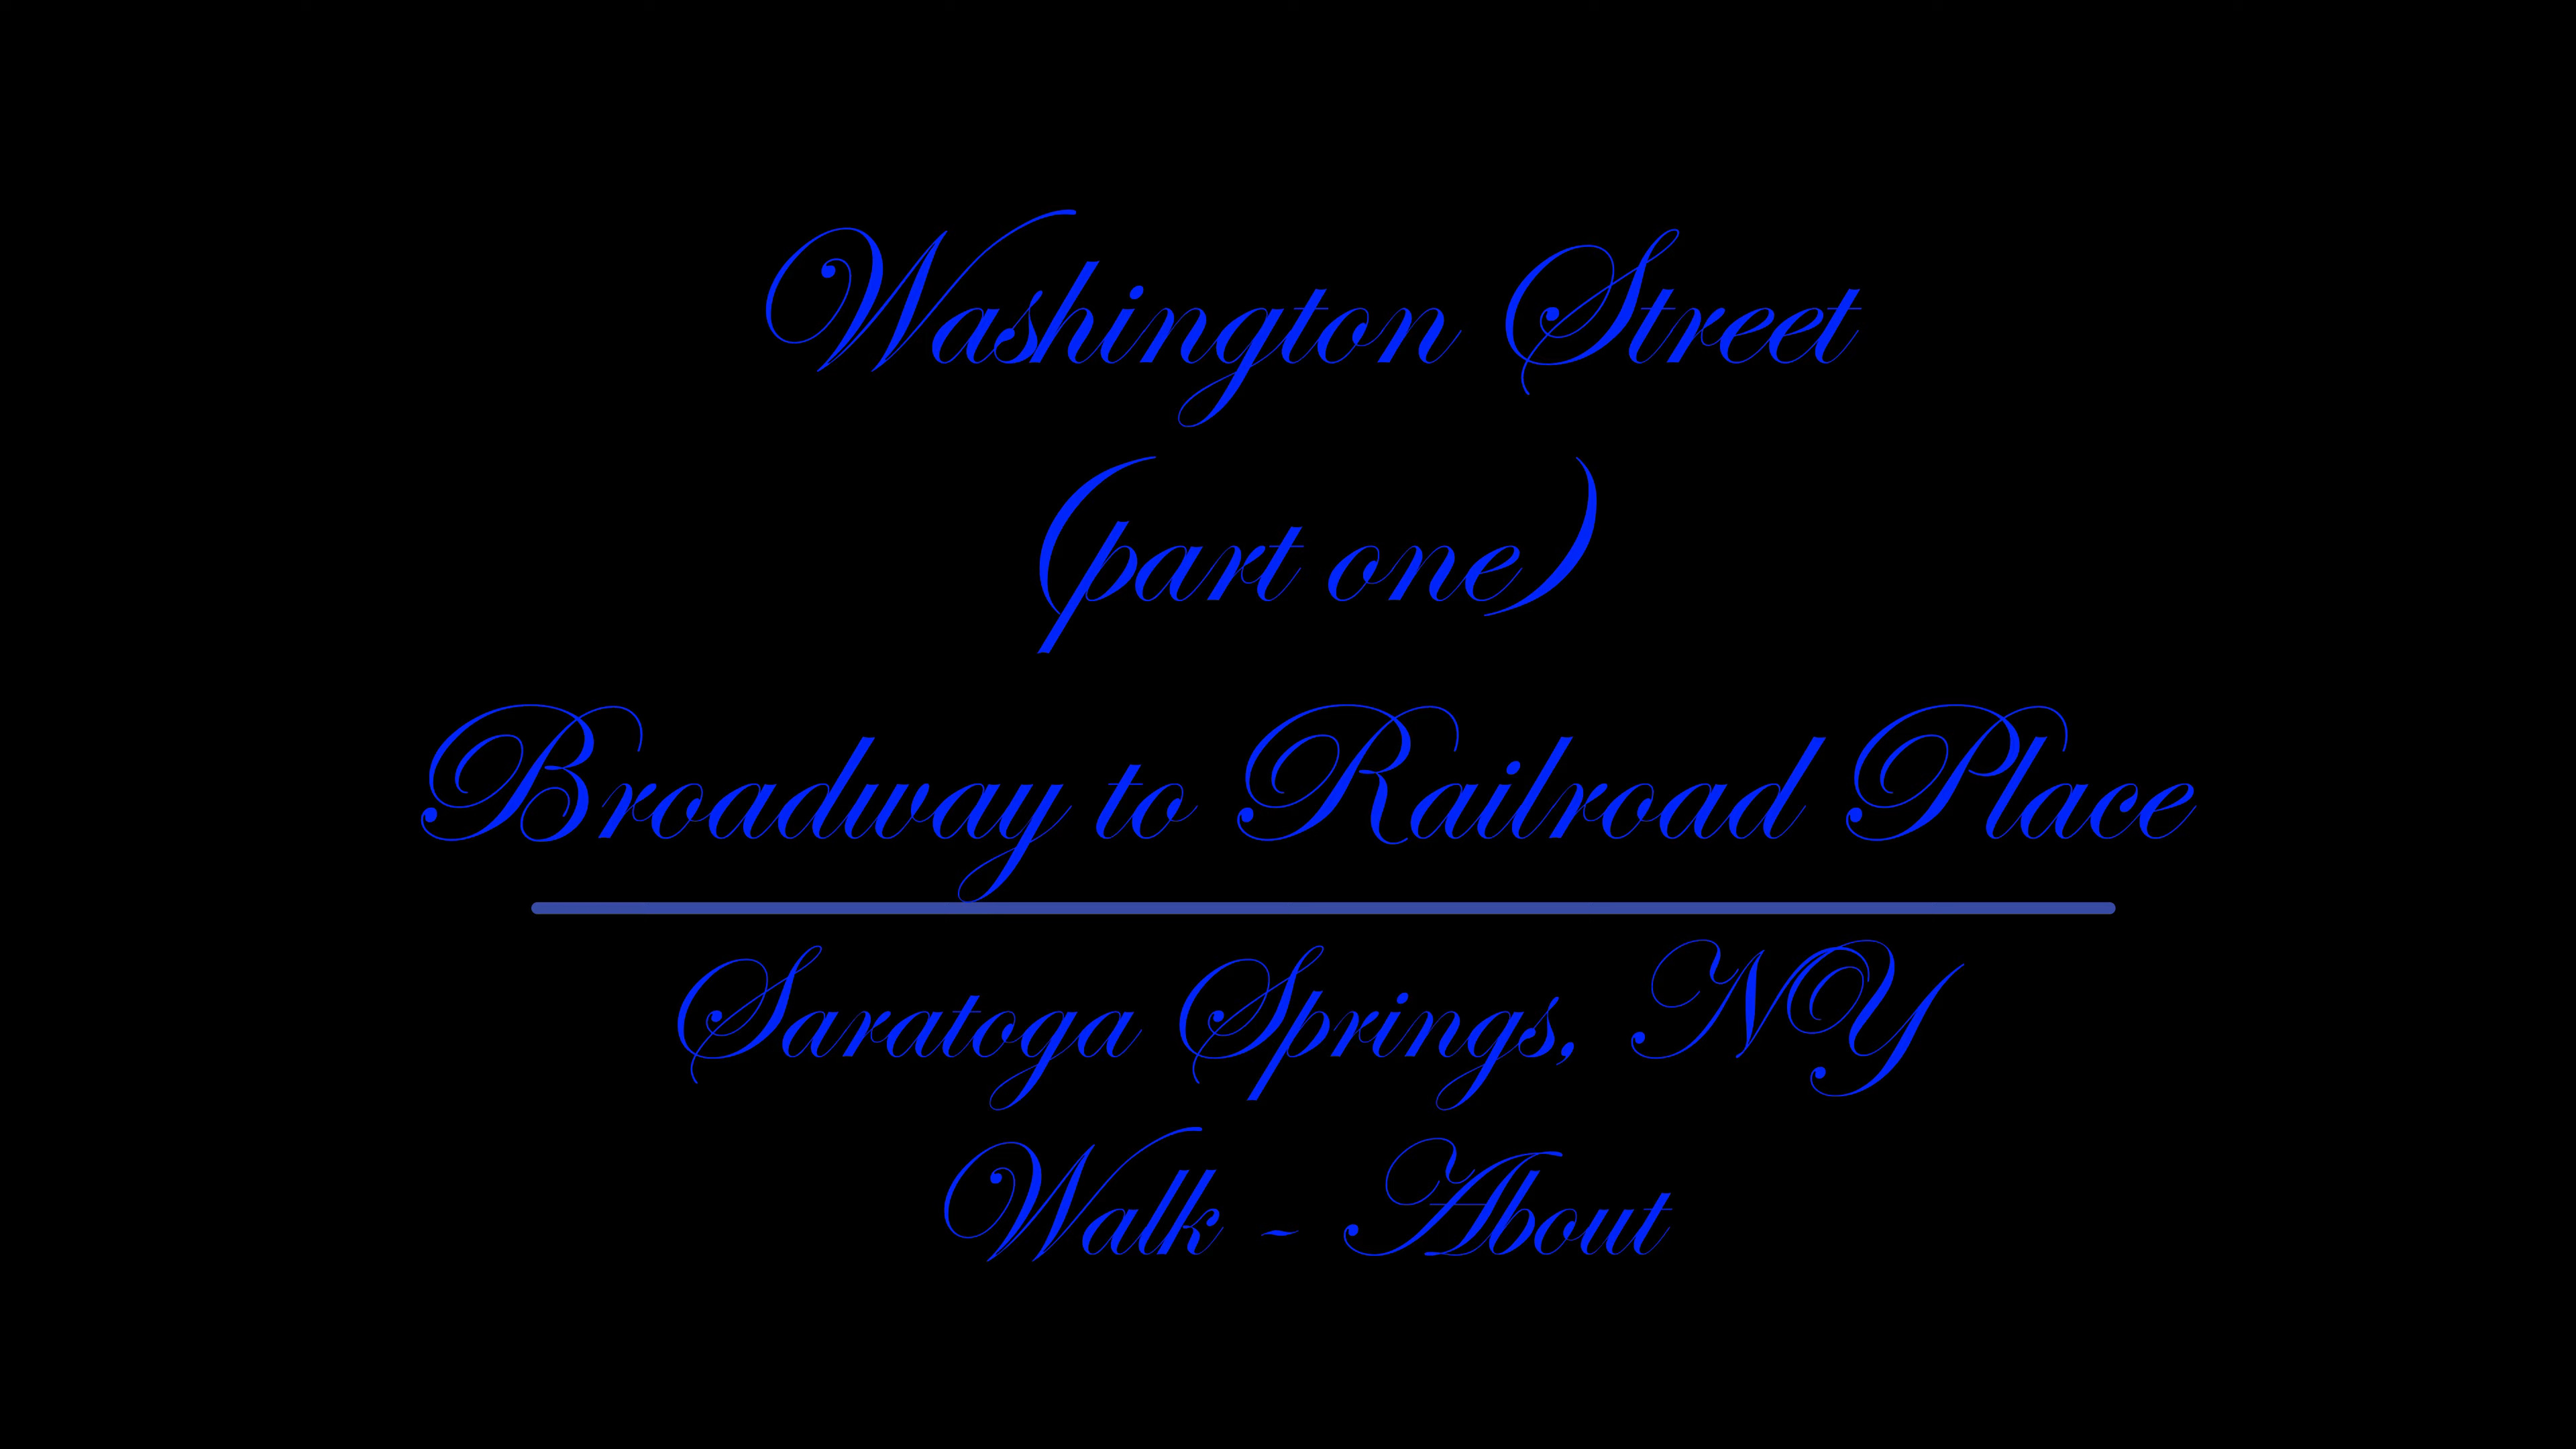 Washington Street
(part one)
Broadway to Railroad Place
Saratoga Springs, NY
Walk - About